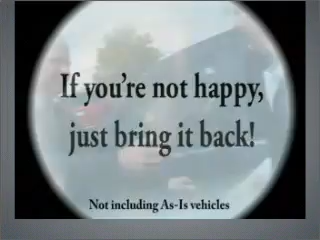 If you're not happy,
just bring it back!
Not including As-Is vehicles